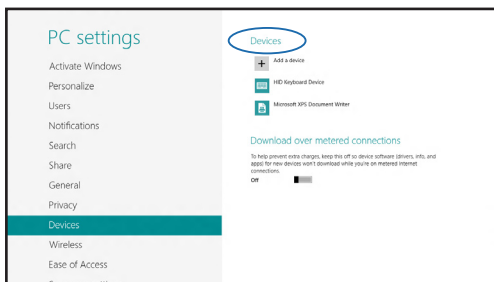 PC settings
Activate Windows
Personalize
Users
Notifications
Search
Share
General
Privacy
Devices
Wireless
Ease of Access
Devices
Add a device
HID Keyboard Device
Microsoft XPS Document Writer
Download over metered connections
To help prevent extra charges, keep this off so device software (drivers, info, and
apps) for new devices won't download while you're on metered Internet
connections.
Off